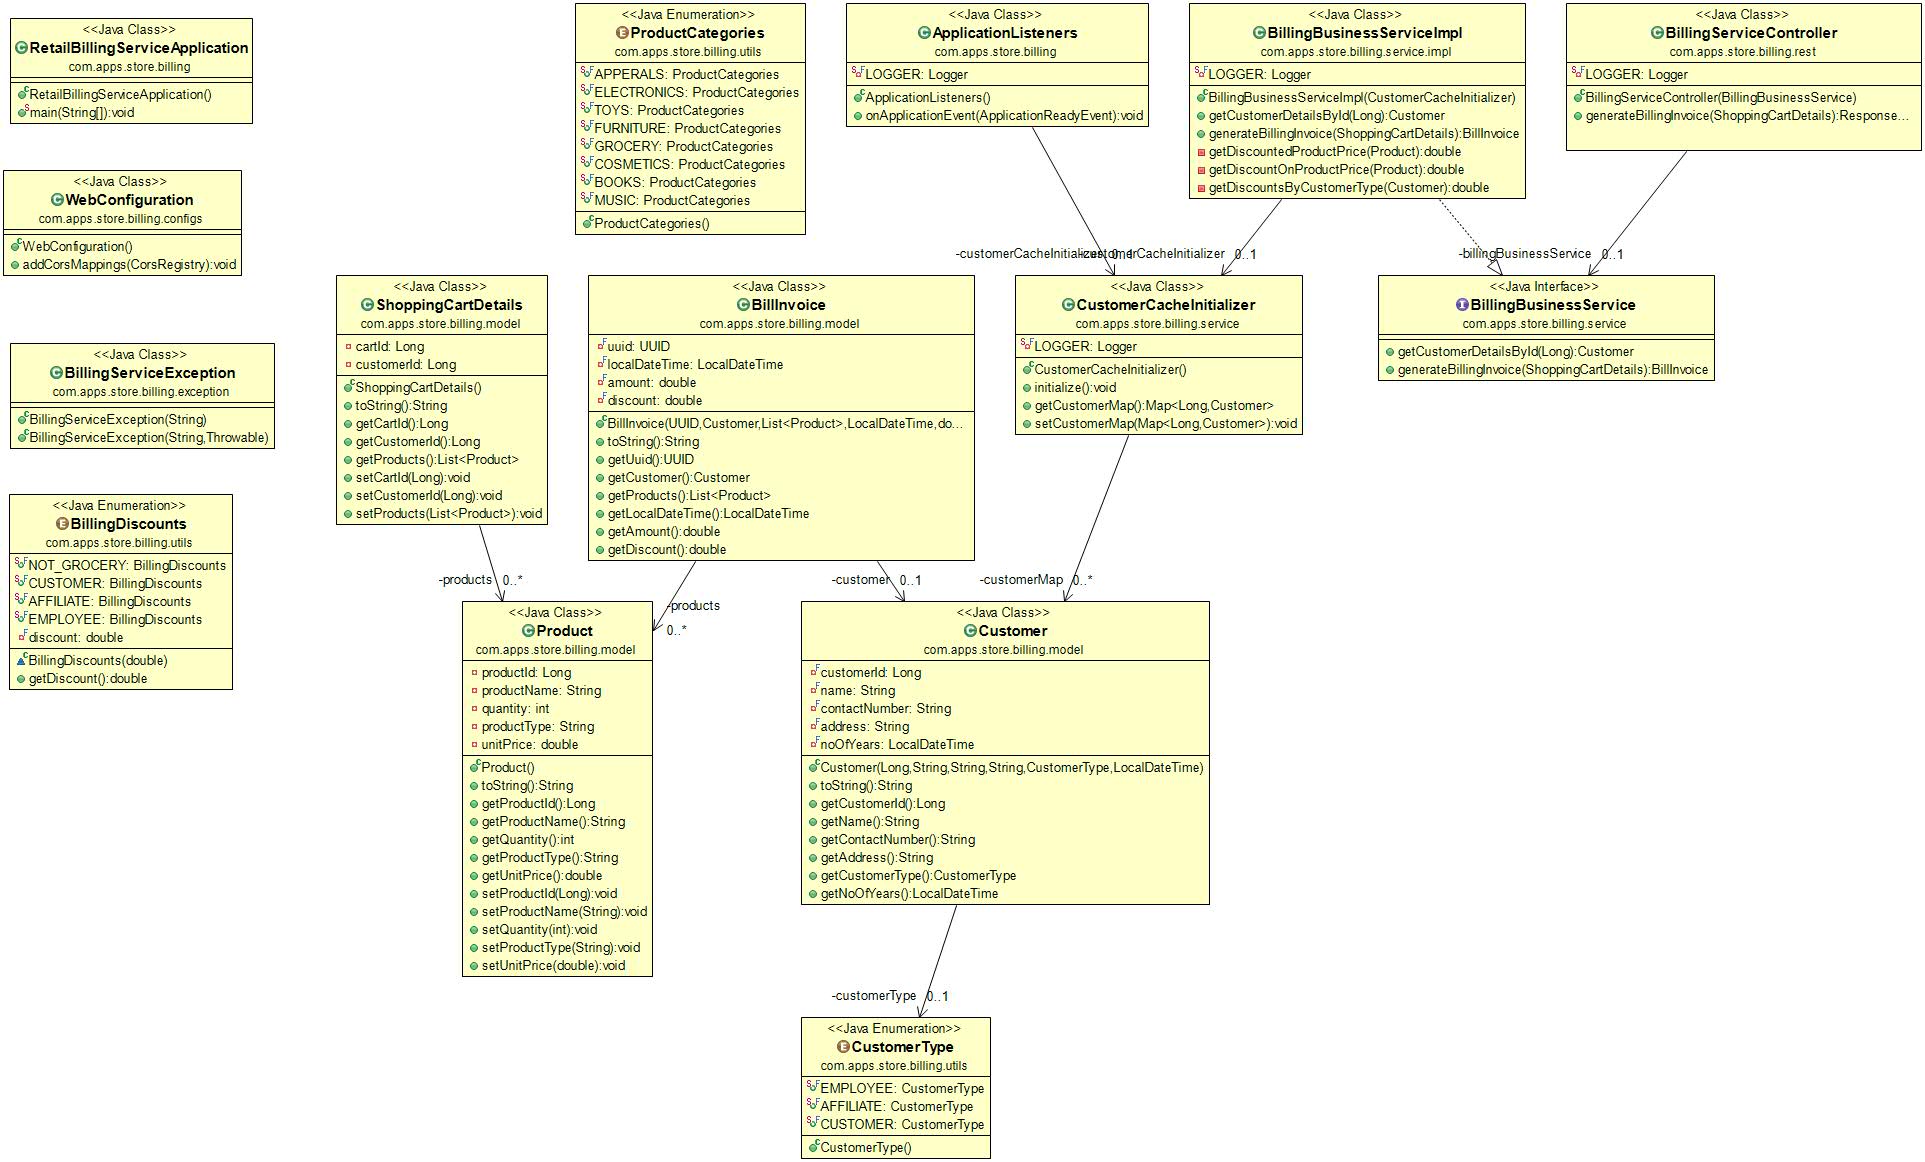 <<Java Class>>
RetailBillingServiceApplication
com.apps.store.billing
RetailBillingServiceApplication()
main(String[]):void
<<Java Class>>
WebConfiguration
com.apps.store.billing.configs
WebConfiguration()
addCorsMappings(CorsRegistry):void
<<Java Class>>
BillingServiceException
com.apps.store.billing.exception
BillingServiceException(String)
BillingServiceException(String,Throwable)
<<Java Enumeration>>
BillingDiscounts
com.apps.store.billing.utils
NOT_GROCERY: BillingDiscounts
CUSTOMER: BillingDiscounts
AFFILIATE: BillingDiscounts
EMPLOYEE: BillingDiscounts
discount: double
BillingDiscounts(double)
getDiscount():double
<<Java Enumeration>>
ProductCategories
com.apps.store.billing.utils
APPERALS: ProductCategories
ELECTRONICS: ProductCategories
TOYS: ProductCategories
FURNITURE: ProductCategories
GROCERY: ProductCategories
COSMETICS: ProductCategories
BOOKS: ProductCategories
MUSIC: ProductCategories
ProductCategories()
<<Java Class>>
ApplicationListeners
com.apps.store.billing
LOGGER: Logger
ApplicationListeners()
onApplicationEvent(ApplicationReadyEvent):void
<<Java Class>>
BillingBusinessServiceImpl
com.apps.store.billing.service.impl
LOGGER: Logger
BillingBusinessServiceImpl(CustomerCacheInitializer)
getCustomerDetailsById(Long):Customer
generateBillingInvoice(ShoppingCartDetails):BillInvoice
getDiscountedProductPrice(Product):double
getDiscountOnProductPrice(Product):double
getDiscountsByCustomerType(Customer):double
<<Java Class>>
BillingServiceController
com.apps.store.billing.rest
LOGGER: Logger
BillingServiceController(BillingBusinessService)
generateBillingInvoice(ShoppingCartDetails):Response...
-customerCacheInitializer 0..1
-customerCacheInitializer 0..1
-billingBusinessService 0..1
<<Java Class>>
ShoppingCartDetails
com.apps.store.billing.model
cartId: Long
customerId: Long
ShoppingCartDetails()
toString():String
getCartId():Long
getCustomerId():Long
getProducts():List<Product>
setCartId(Long):void
setCustomerId(Long):void
setProducts(List<Product>):void
<<Java Class>>
BillInvoice
com.apps.store.billing.model
uuid: UUID
localDateTime: LocalDateTime
amount: double
discount: double
BillInvoice(UUID,Customer,List<Product>,LocalDateTime,do...
toString():String
getUuid():UUID
getCustomer():Customer
getProducts():List<Product>
getLocalDateTime():LocalDateTime
getAmount():double
getDiscount():double
<<Java Class>>
CustomerCacheInitializer
com.apps.store.billing.service
LOGGER: Logger
CustomerCacheInitializer()
initialize():void
getCustomerMap():Map<Long,Customer>
setCustomerMap(Map<Long,Customer>):void
<<Java Interface>>
BillingBusinessService
com.apps.store.billing.service
getCustomerDetailsById(Long):Customer
generateBillingInvoice(ShoppingCartDetails):BillInvoice
-products 0..*
-products
0..*
-customer 0..1
-customerMap 0..*
<<Java Class>>
Product
com.apps.store.billing.model
productId: Long
productName: String
quantity: int
productType: String
unitPrice: double
Product()
toString():String
getProductId():Long
getProductName():String
getQuantity():int
getProductType():String
getUnitPrice():double
setProductId(Long):void
setProductName(String):void
setQuantity(int):void
setProductType(String):void
setUnitPrice(double):void
<<Java Class>>
Customer
com.apps.store.billing.model
customerId: Long
name: String
contactNumber: String
address: String
noOfYears: LocalDateTime
Customer(Long,String,String,String,CustomerType,LocalDateTime)
toString():String
getCustomerId():Long
getName():String
getContactNumber():String
getAddress():String
getCustomerType():CustomerType
getNoOfYears():LocalDateTime
-customerType 0..1
<<Java Enumeration>>
CustomerType
com.apps.store.billing.utils
EMPLOYEE: CustomerType
AFFILIATE: CustomerType
CUSTOMER: CustomerType
CustomerType()